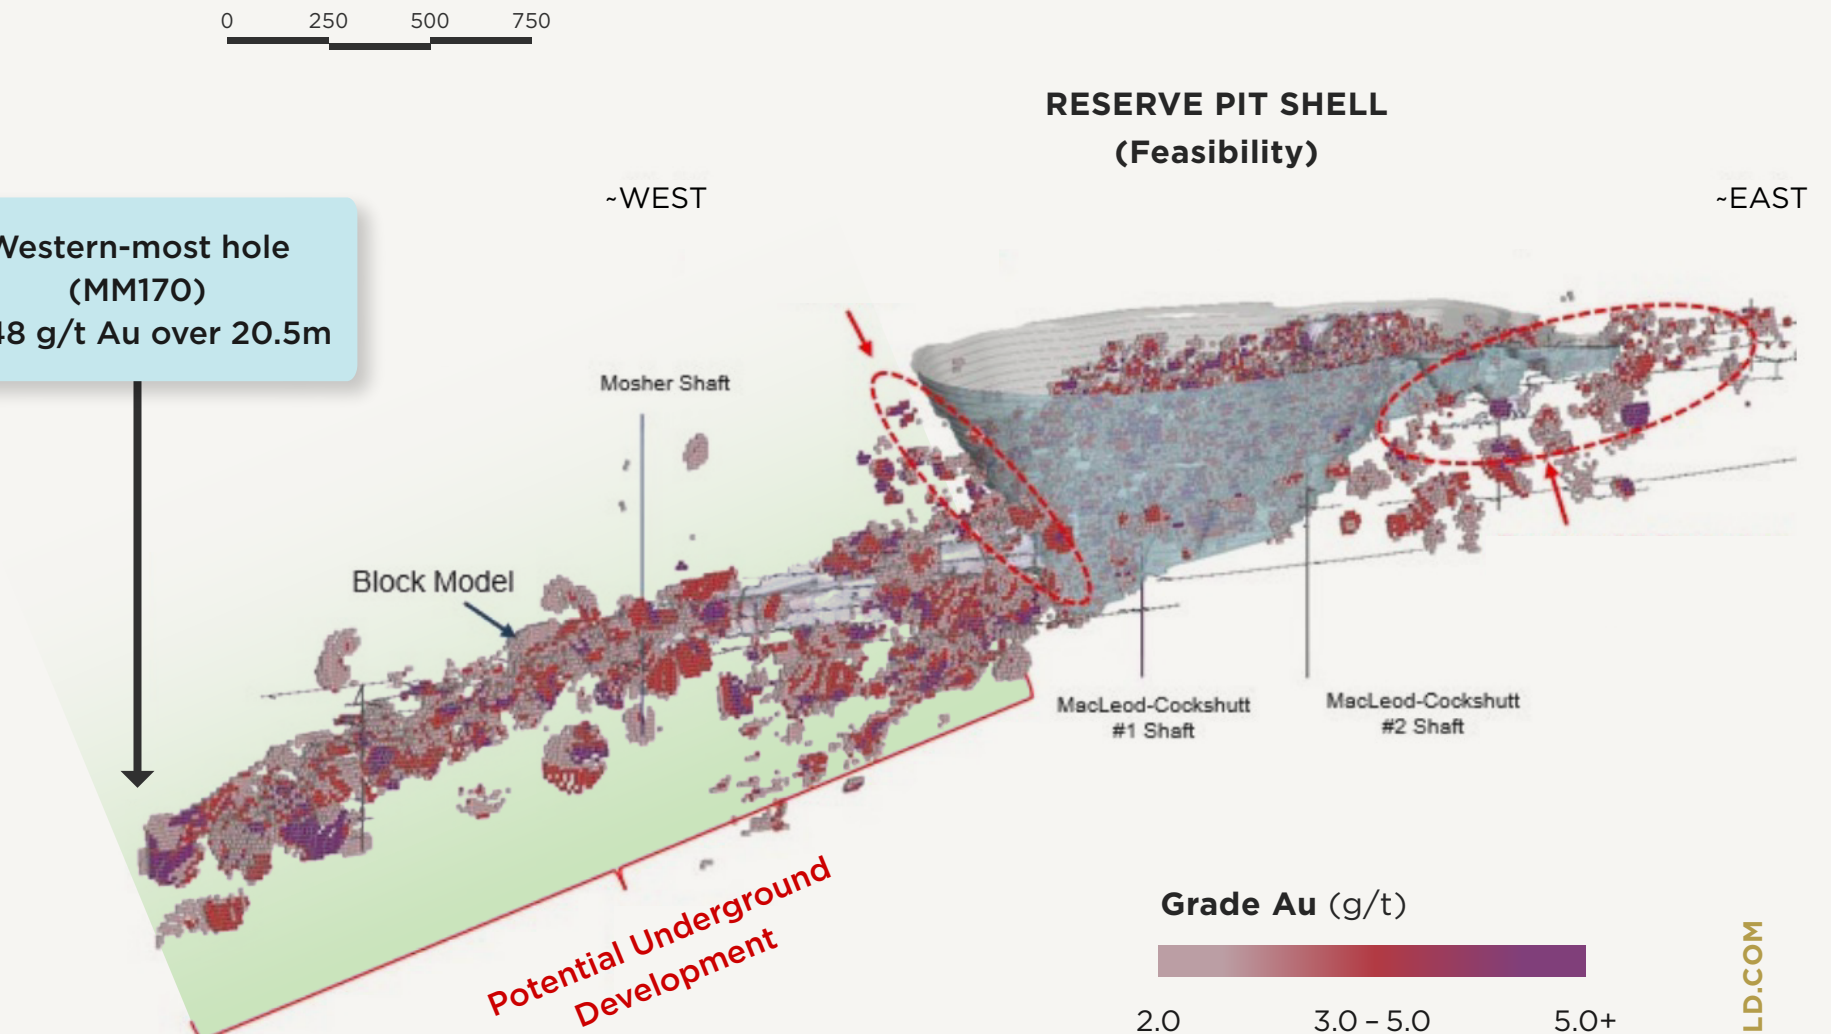 0 250 500 750
RESERVE PIT SHELL
(Feasibility)
~WEST
~EAST
Western-most hole
(MM170)
48 g/t Au over 20.5m
Mosher Shaft
Block Model
MacLeod-Cockshutt
#1 Shaft
MacLeod-Cockshutt
#2 Shaft
Potential Underground
Development
Grade Au (g/t)
2.0 3.0 – 5.0 5.0+
LD.COM